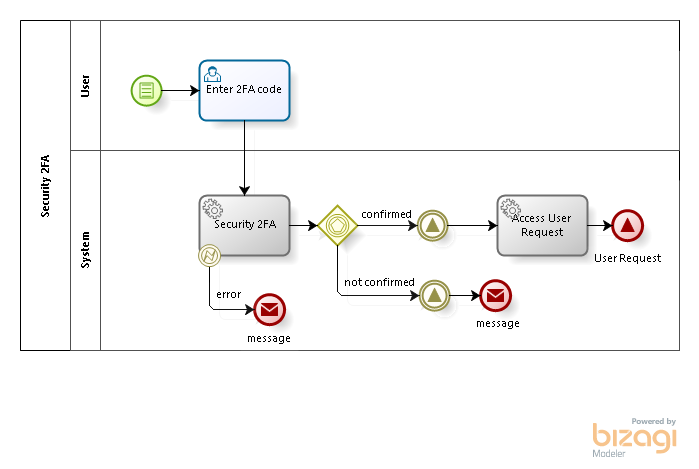 Security 2FA
User
Enter 2FA code
System
Security 2FA
confirmed
Access User
Request
User Request
not confirmed
message
error
message
Powered by
bizagi
Modeler